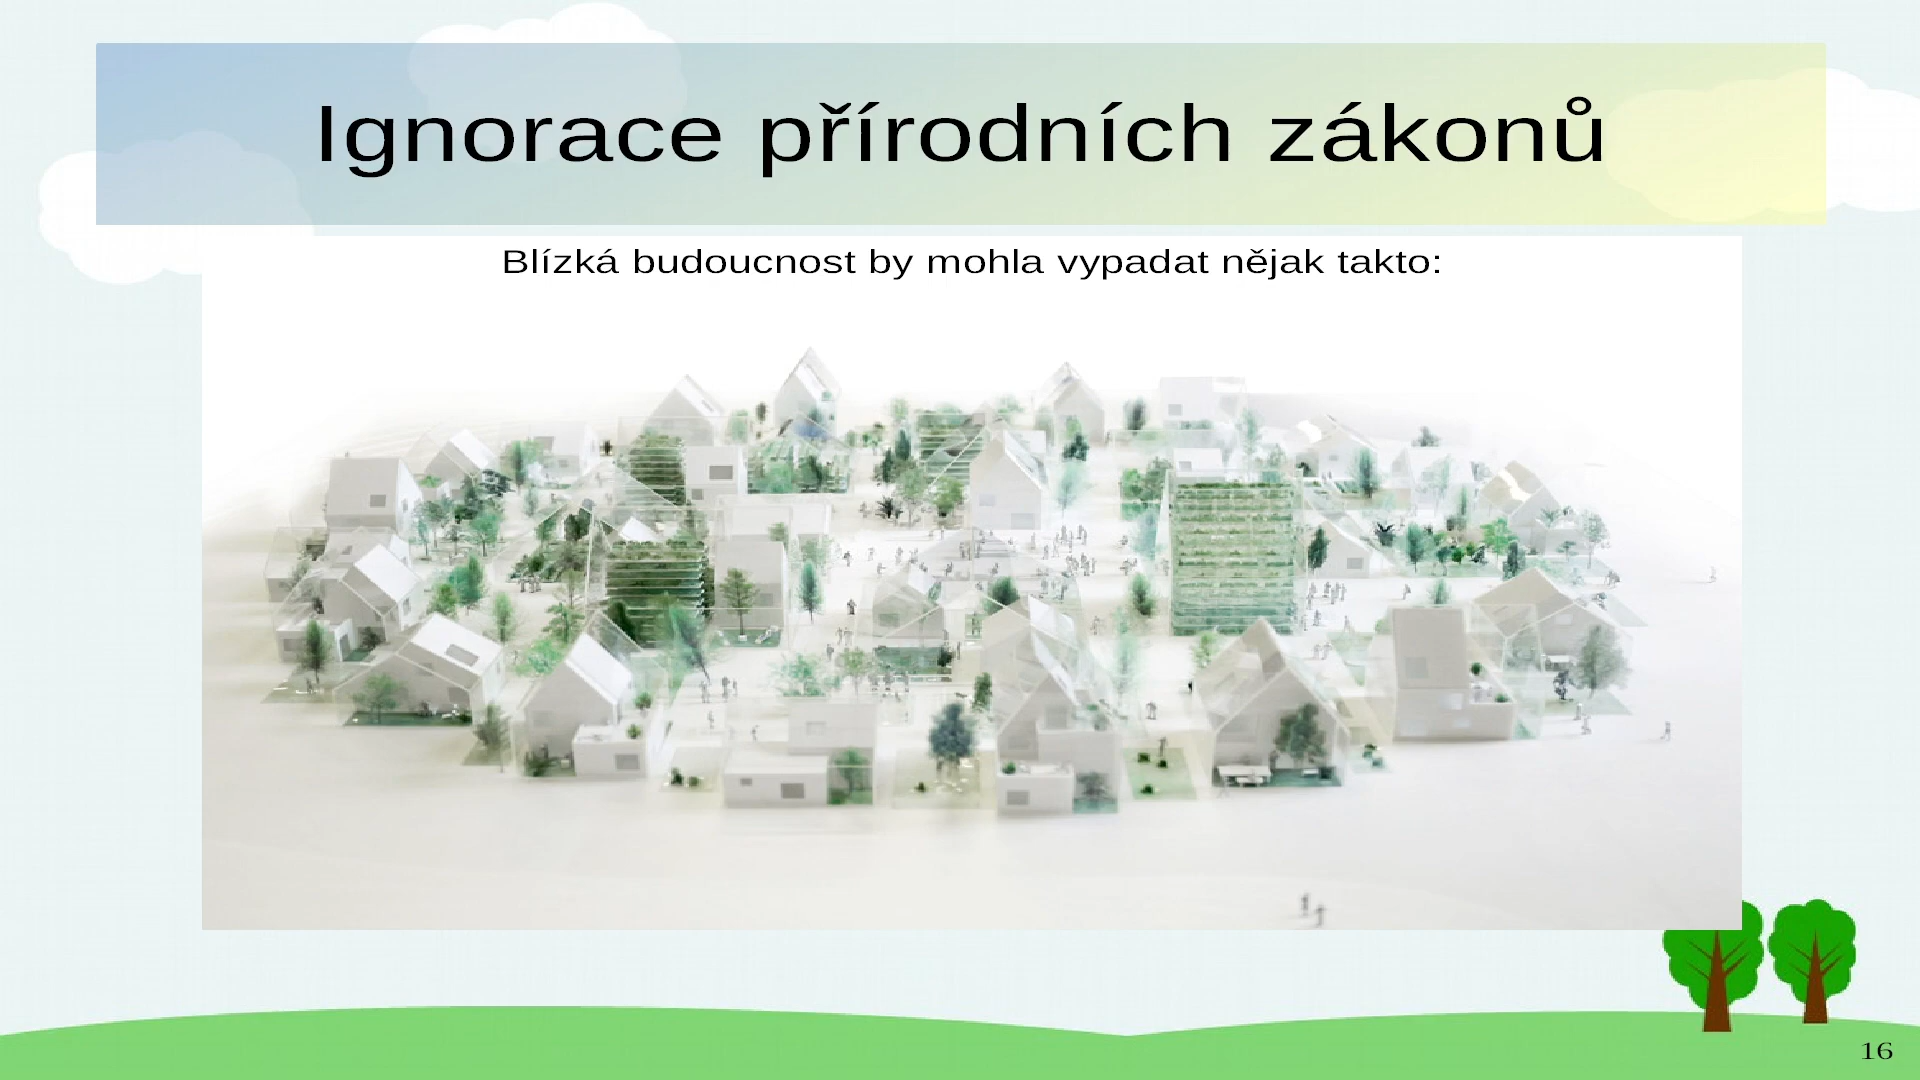 Ignorace přírodních zákonů
Blízká budoucnost by mohla vypadat nějak takto:
16